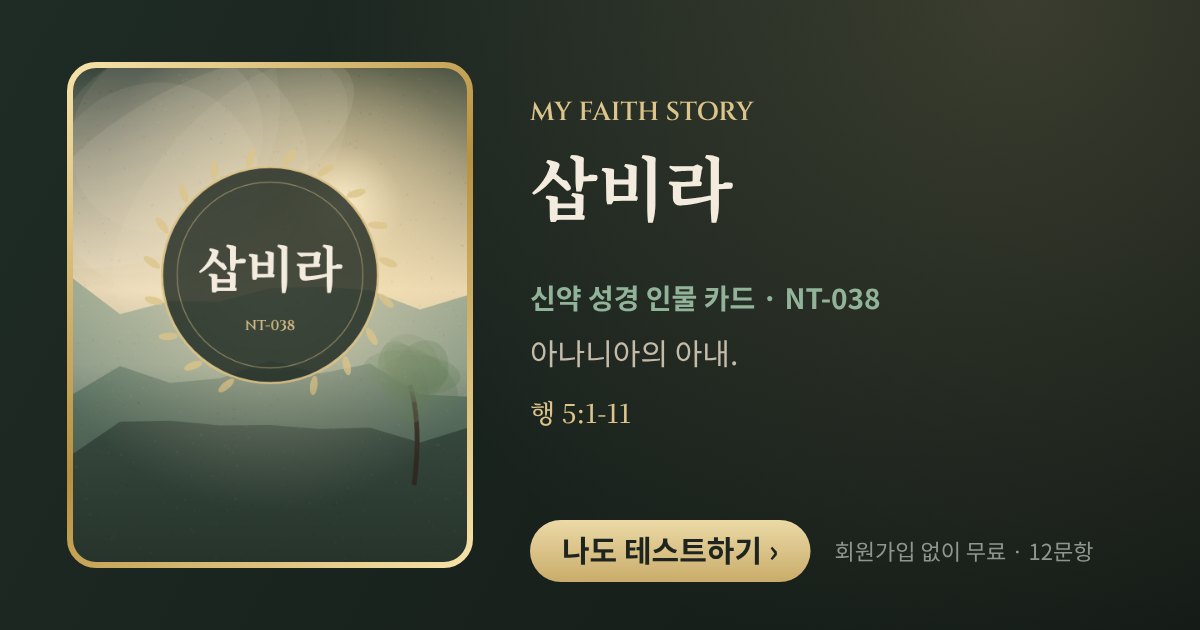 삽비라
NT-038
MY FAITH STORY
삽비라
신약 성경 인물 카드 · NT-038
아나니아의 아내.
행 5:1-11
나도 테스트하기 ›
회원가입 없이 무료 · 12문항